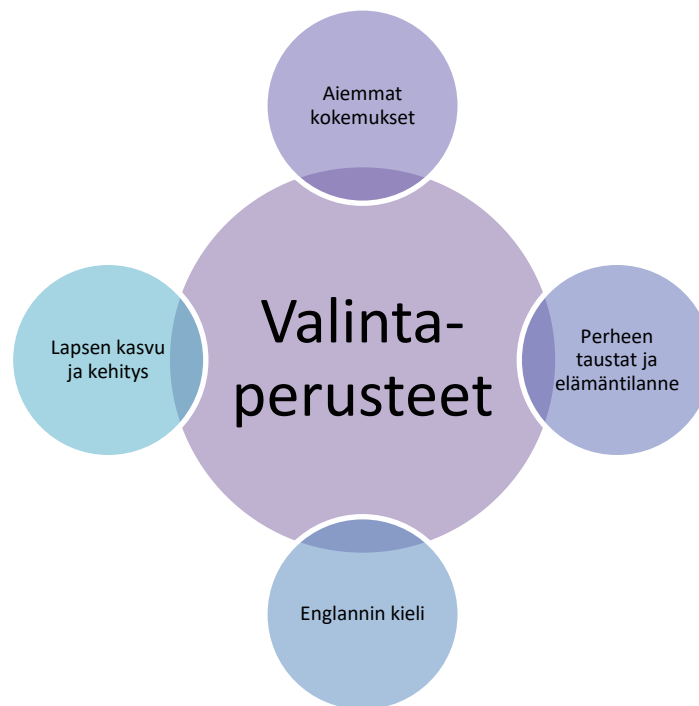 Aiemmat
kokemukset
Valinta-
perusteet
Perheen
taustat ja
elämäntilanne
Englannin kieli
Lapsen kasvu
ja kehitys